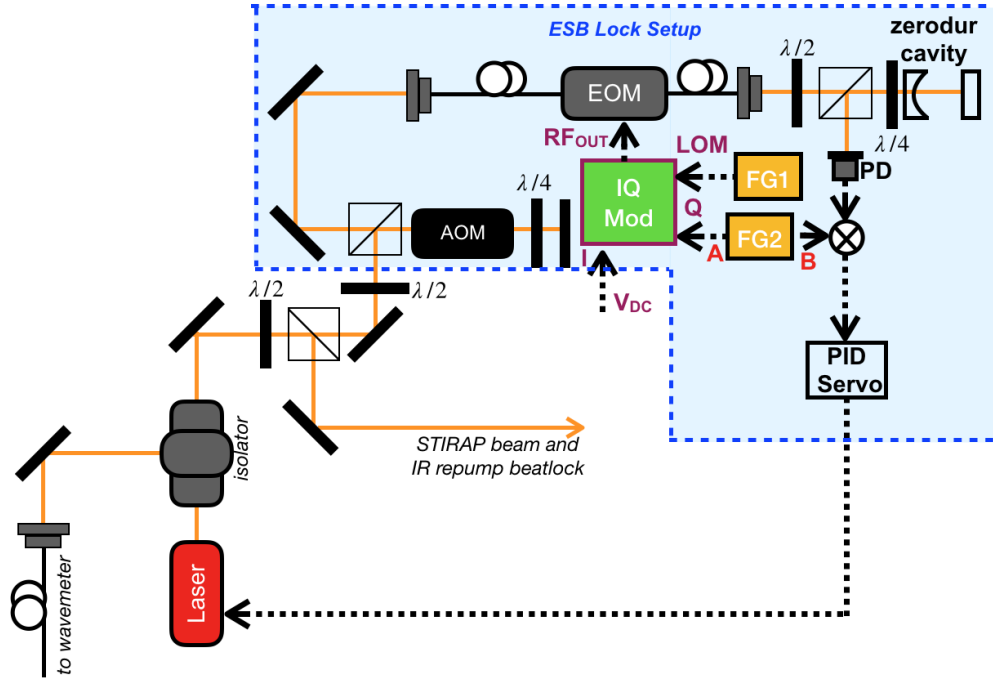 ESB Lock Setup
zerodur
cavity
λ/2
EOM
λ/4
PD
RFOUT
LOM
FG1
IQ
Mod
Q
λ/4
AOM
FG2
A
B
I
VDC
λ/2
λ/2
PID
Servo
isolator
STIRAP beam and
IR repump beatlock
Laser
to wavemeter